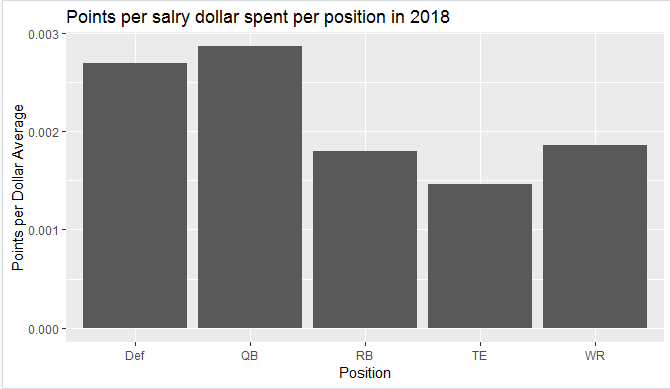 Points per salry dollar spent per position in 2018
0.003
0.002
0.001
0.000
Points per Dollar Average
Def QB RB TE WR
Position